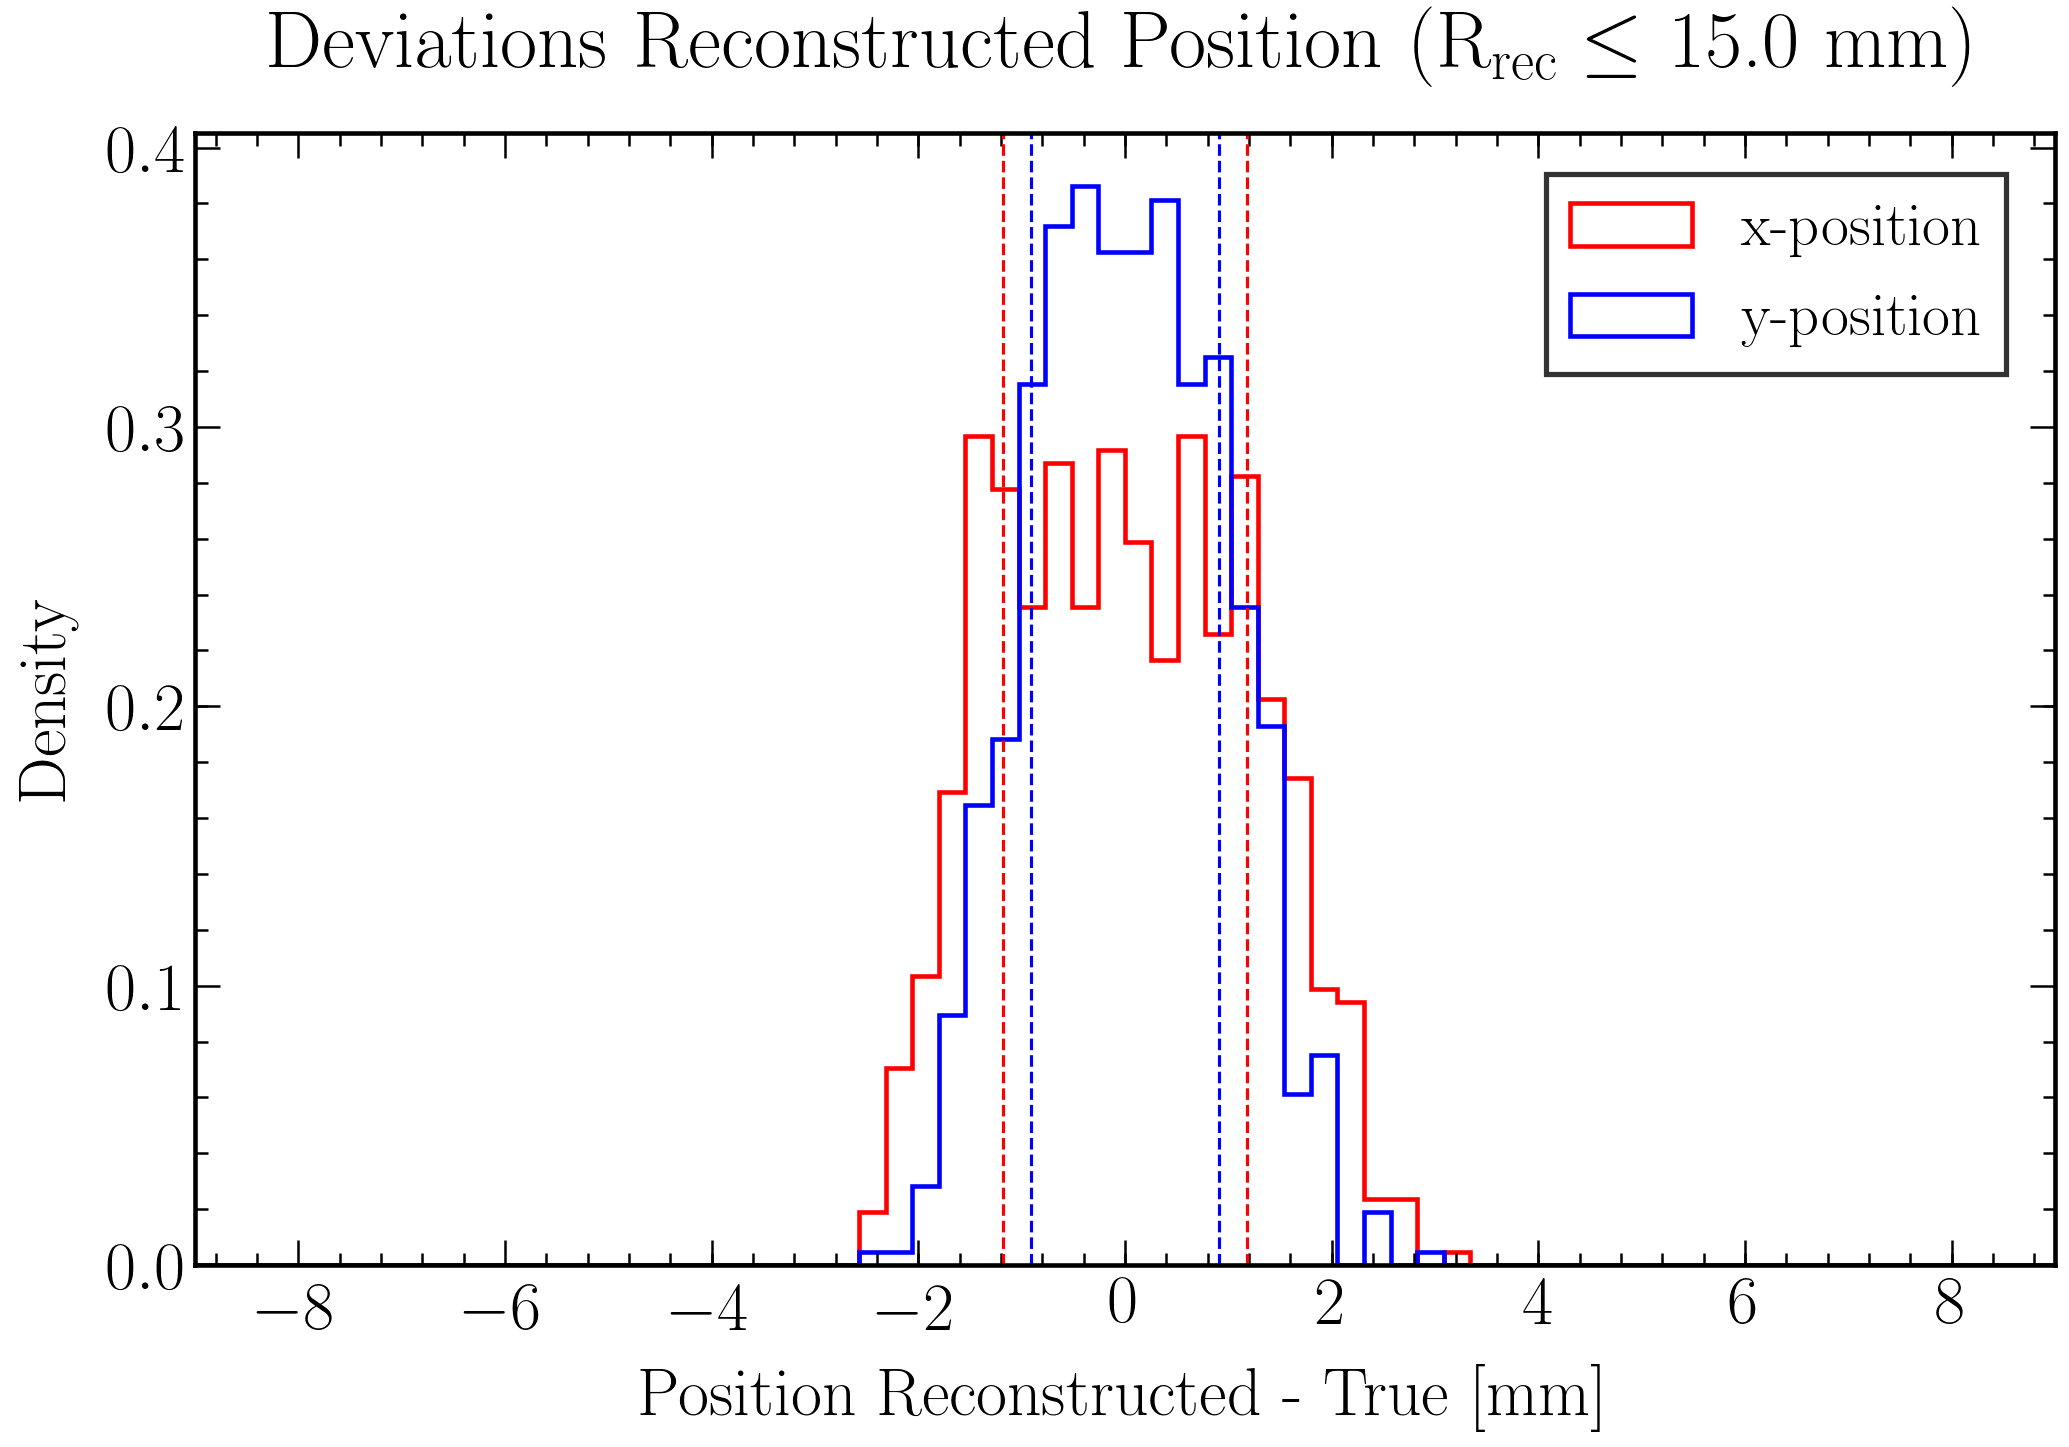 Deviations Reconstructed Position (R_rec ≤ 15.0 mm)
0.4
0.3
0.2
0.1
0.0
Density
x-position
y-position
−8 −6 −4 −2 0 2 4 6 8
Position Reconstructed - True [mm]